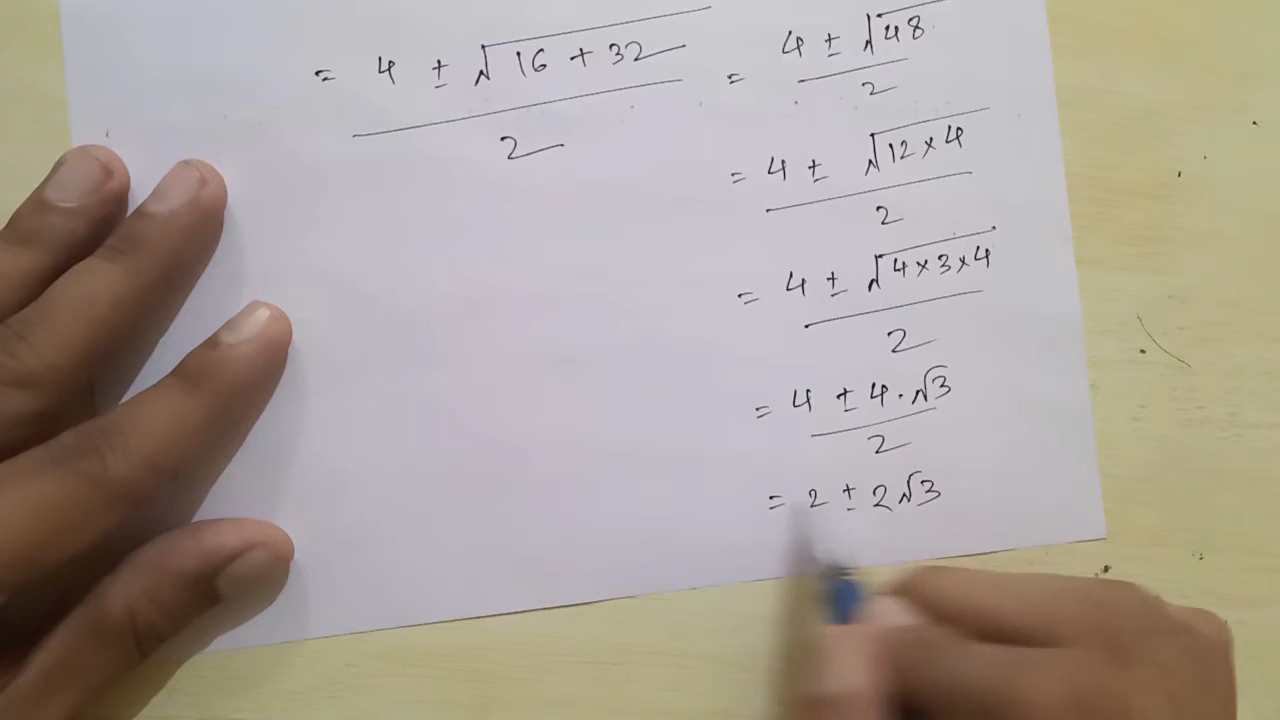 = (4 ± √(16 + 32)) / 2
= (4 ± √48) / 2
= (4 ± √(12 × 4)) / 2
= (4 ± √(4 × 3 × 4)) / 2
= (4 ± 4 · √3) / 2
= 2 ± 2√3